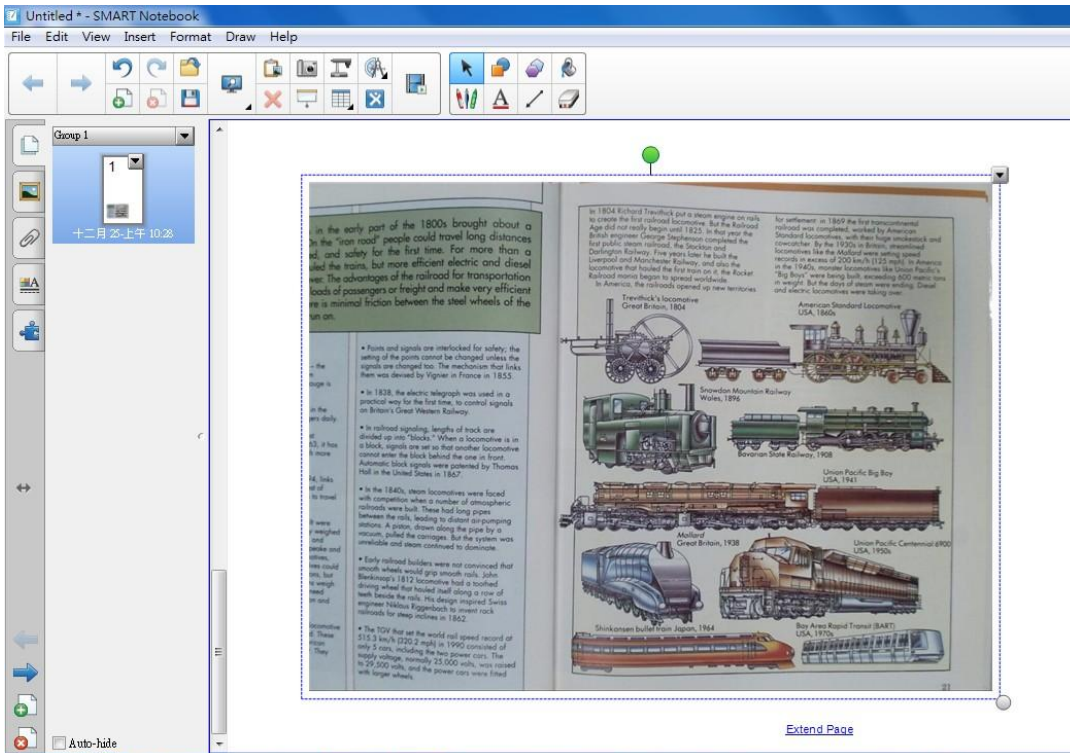 Untitled * - SMART Notebook
File Edit View Insert Format Draw Help
Group 1
1
十二月 25-上午 10:28
in the early part of the 1800s brought about a
On the "iron road" people could travel long distances
ed, and safety for the first time. For more than a
uled the trains, but more efficient electric and diesel
wer. The advantages of the railroad for transportation
loads of passengers or freight and make very efficient
ere is minimal friction between the steel wheels of the
run on.
• Points and signals are interlocked for safety; the
setting of the points cannot be changed unless the
signals are changed too. The mechanism that links
them was devised by Vignier in France in 1855.
• In 1838, the electric telegraph was used in a
practical way for the first time, to control signals
on Britain's Great Western Railway.
• In railroad signaling, lengths of track are
divided up into "blocks." When a locomotive is in
a block, signals are set so that another locomotive
cannot enter the block behind the one in front.
Automatic block signals were patented by Thomas
Hall in the United States in 1867.
• In the 1840s, steam locomotives were faced
with competition when a number of atmospheric
railroads were built. These had long pipes
between the rails, leading to distant air-pumping
stations. A piston, drawn along the pipe by a
vacuum, pulled the carriages. But the system was
unreliable and steam continued to dominate.
• Early railroad builders were not convinced that
smooth wheels would grip smooth rails. John
Blenkinsop's 1812 locomotive had a toothed
driving wheel that hauled itself along a row of
teeth beside the rails. His design inspired Swiss
engineer Niklaus Riggenbach to invent rack
railroads for steep inclines in 1862.
• The TGV that set the world rail speed record at
515.3 km/h (320.2 mph) in 1990 consisted of
only 5 cars, including the two power cars. The
supply voltage, normally 25,000 volts, was raised
to 29,500 volts, and the power cars were fitted
with larger wheels.
In 1804 Richard Trevithick put a steam engine on rails
to create the first railroad locomotive. But the Railroad
Age did not really begin until 1825. In that year the
British engineer George Stephenson completed the
first public steam railroad, the Stockton and
Darlington Railway. Five years later he built the
Liverpool and Manchester Railway, and also the
locomotive that hauled the first train on it, the Rocket.
Railroad mania began to spread worldwide.
In America, the railroads opened up new territories
for settlement: in 1869 the first transcontinental
railroad was completed, worked by American
Standard locomotives, with their huge smokestack and
cowcatcher. By the 1930s in Britain, streamlined
locomotives like the Mallard were setting speed
records in excess of 200 km/h (125 mph). In America
in the 1940s, monster locomotives like Union Pacific's
"Big Boys" were being built, exceeding 600 metric tons
in weight. But the days of steam were ending. Diesel
and electric locomotives were taking over.
Trevithick's locomotive
Great Britain, 1804
American Standard Locomotive
USA, 1860s
Snowdon Mountain Railway
Wales, 1896
Bavarian State Railway, 1908
Union Pacific Big Boy
USA, 1941
Mallard
Great Britain, 1938
Union Pacific Centennial 6900
USA, 1950s
Shinkansen bullet train Japan, 1964
Bay Area Rapid Transit (BART)
USA, 1970s
21
Extend Page
Auto-hide